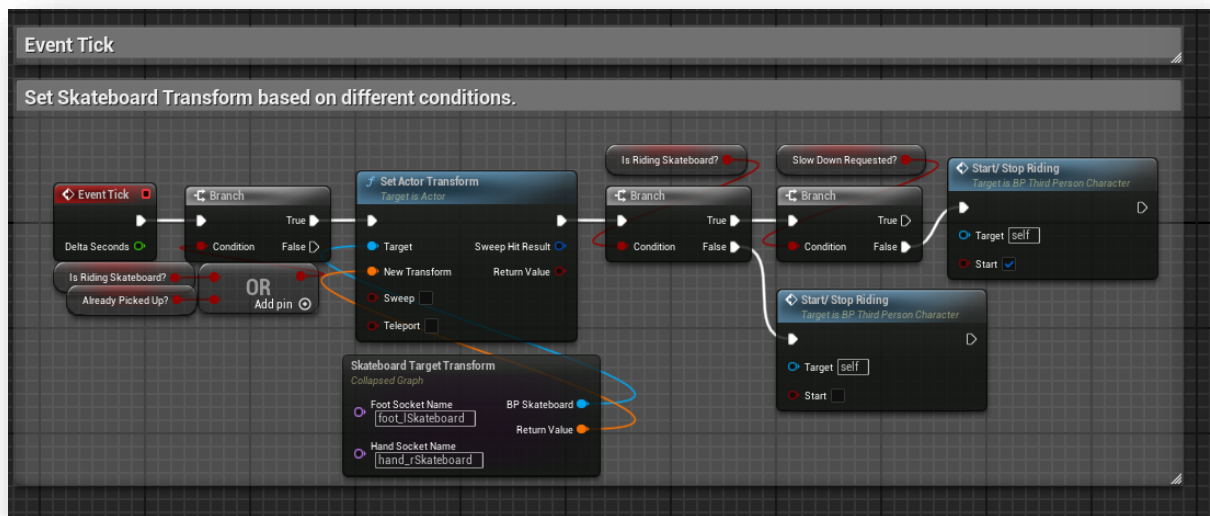 Event Tick
Set Skateboard Transform based on different conditions.
Event Tick
Delta Seconds
Is Riding Skateboard?
Already Picked Up?
OR
Add pin
Branch
True
Condition
False
Set Actor Transform
Target is Actor
Target
Sweep Hit Result
New Transform
Return Value
Sweep
Teleport
Skateboard Target Transform
Collapsed Graph
Foot Socket Name
foot_lSkateboard
BP Skateboard
Return Value
Hand Socket Name
hand_rSkateboard
Is Riding Skateboard?
Branch
True
Condition
False
Slow Down Requested?
Branch
True
Condition
False
Start/ Stop Riding
Target is BP Third Person Character
Target self
Start
Start/ Stop Riding
Target is BP Third Person Character
Target self
Start